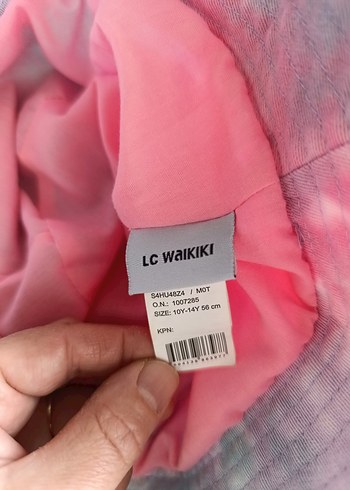 LC WAIKIKI
S4HU48Z4 / M0T
O.N.: 1007285
SIZE: 10Y-14Y 56 cm
KPN: